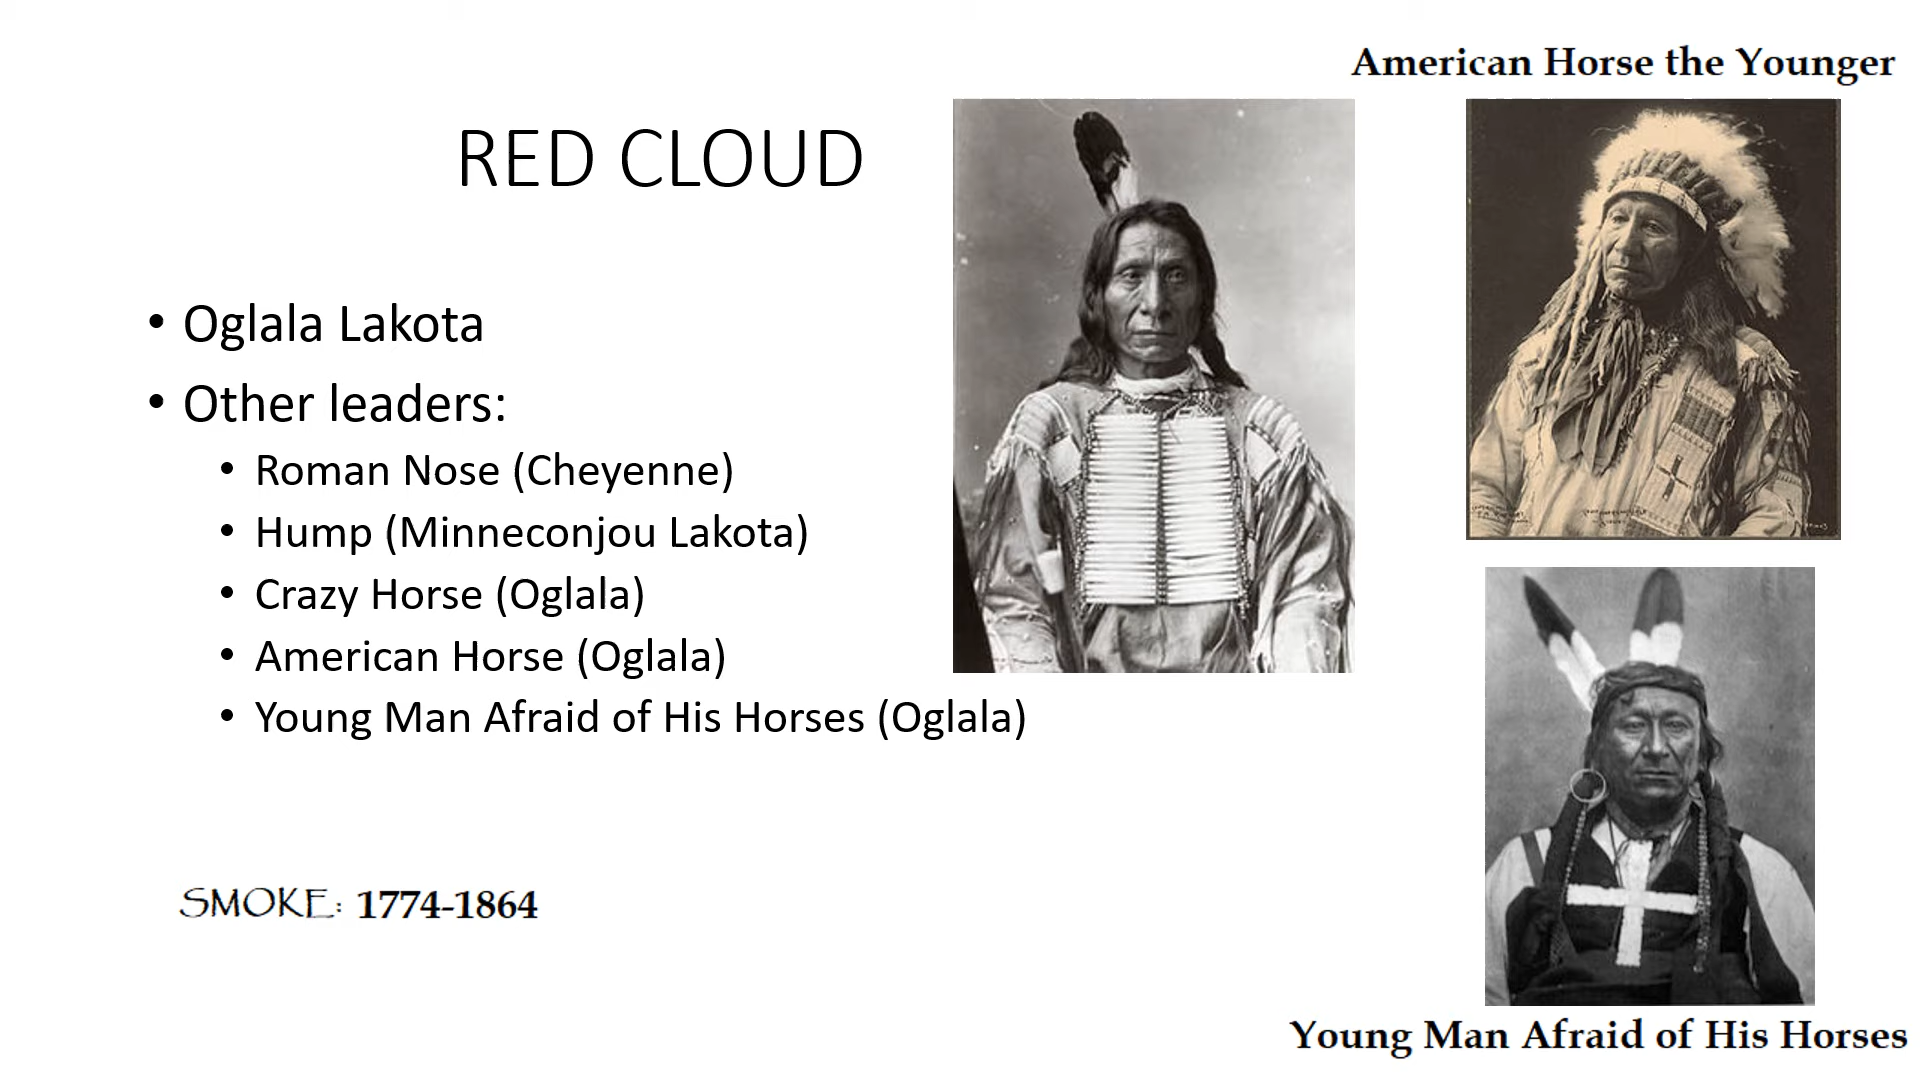 American Horse the Younger
RED CLOUD
• Oglala Lakota
• Other leaders:
• Roman Nose (Cheyenne)
• Hump (Minneconjou Lakota)
• Crazy Horse (Oglala)
• American Horse (Oglala)
• Young Man Afraid of His Horses (Oglala)
SMOKE: 1774-1864
Young Man Afraid of His Horses